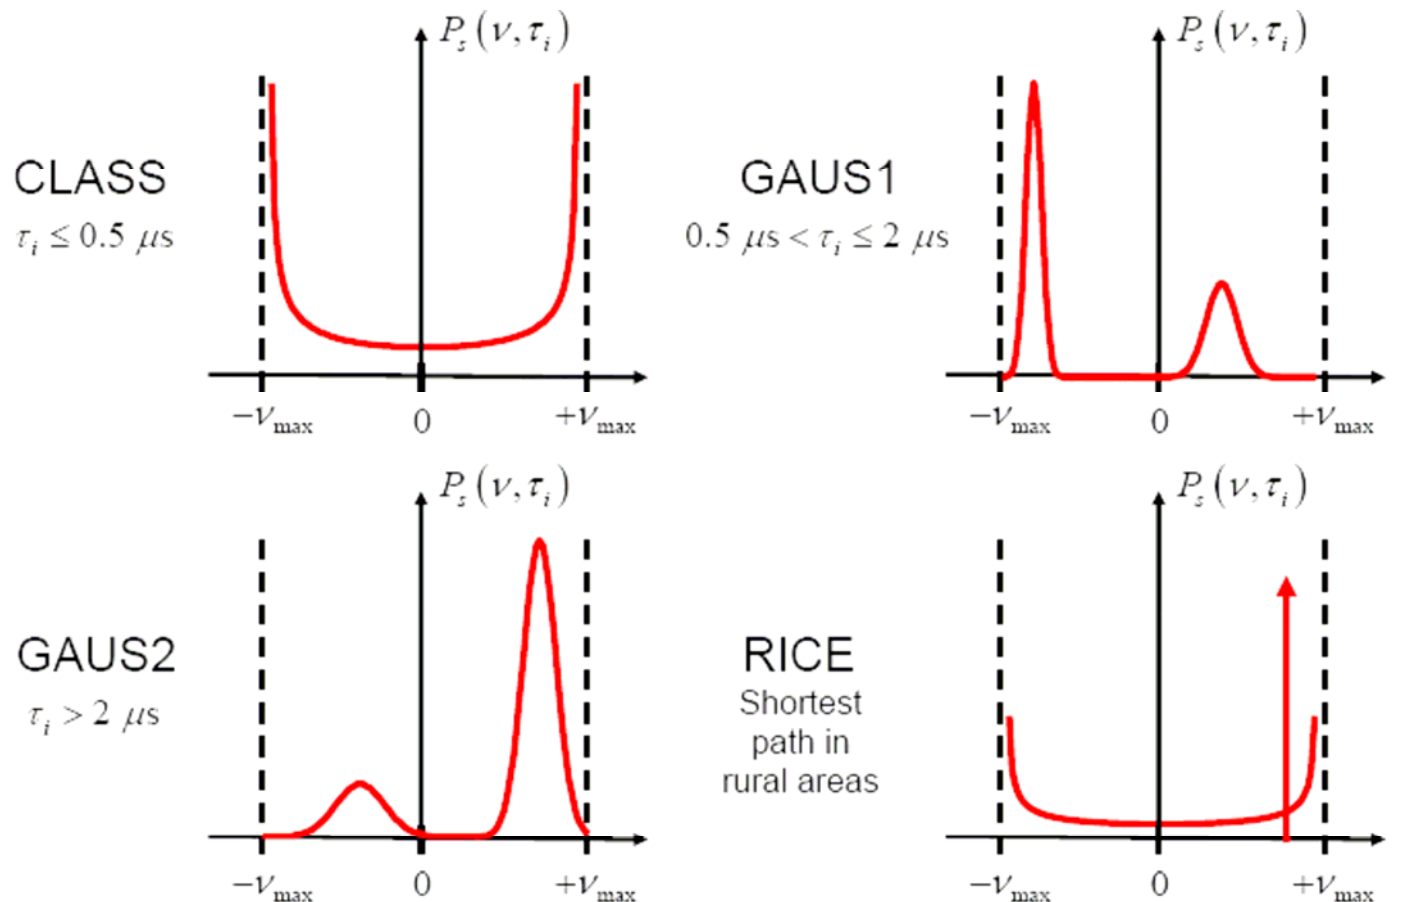 P_s(ν,τ_i)
CLASS
τ_i ≤ 0.5 μs
−ν_max 0 +ν_max
P_s(ν,τ_i)
GAUS1
0.5 μs < τ_i ≤ 2 μs
−ν_max 0 +ν_max
P_s(ν,τ_i)
GAUS2
τ_i > 2 μs
−ν_max 0 +ν_max
P_s(ν,τ_i)
RICE
Shortest
path in
rural areas
−ν_max 0 +ν_max